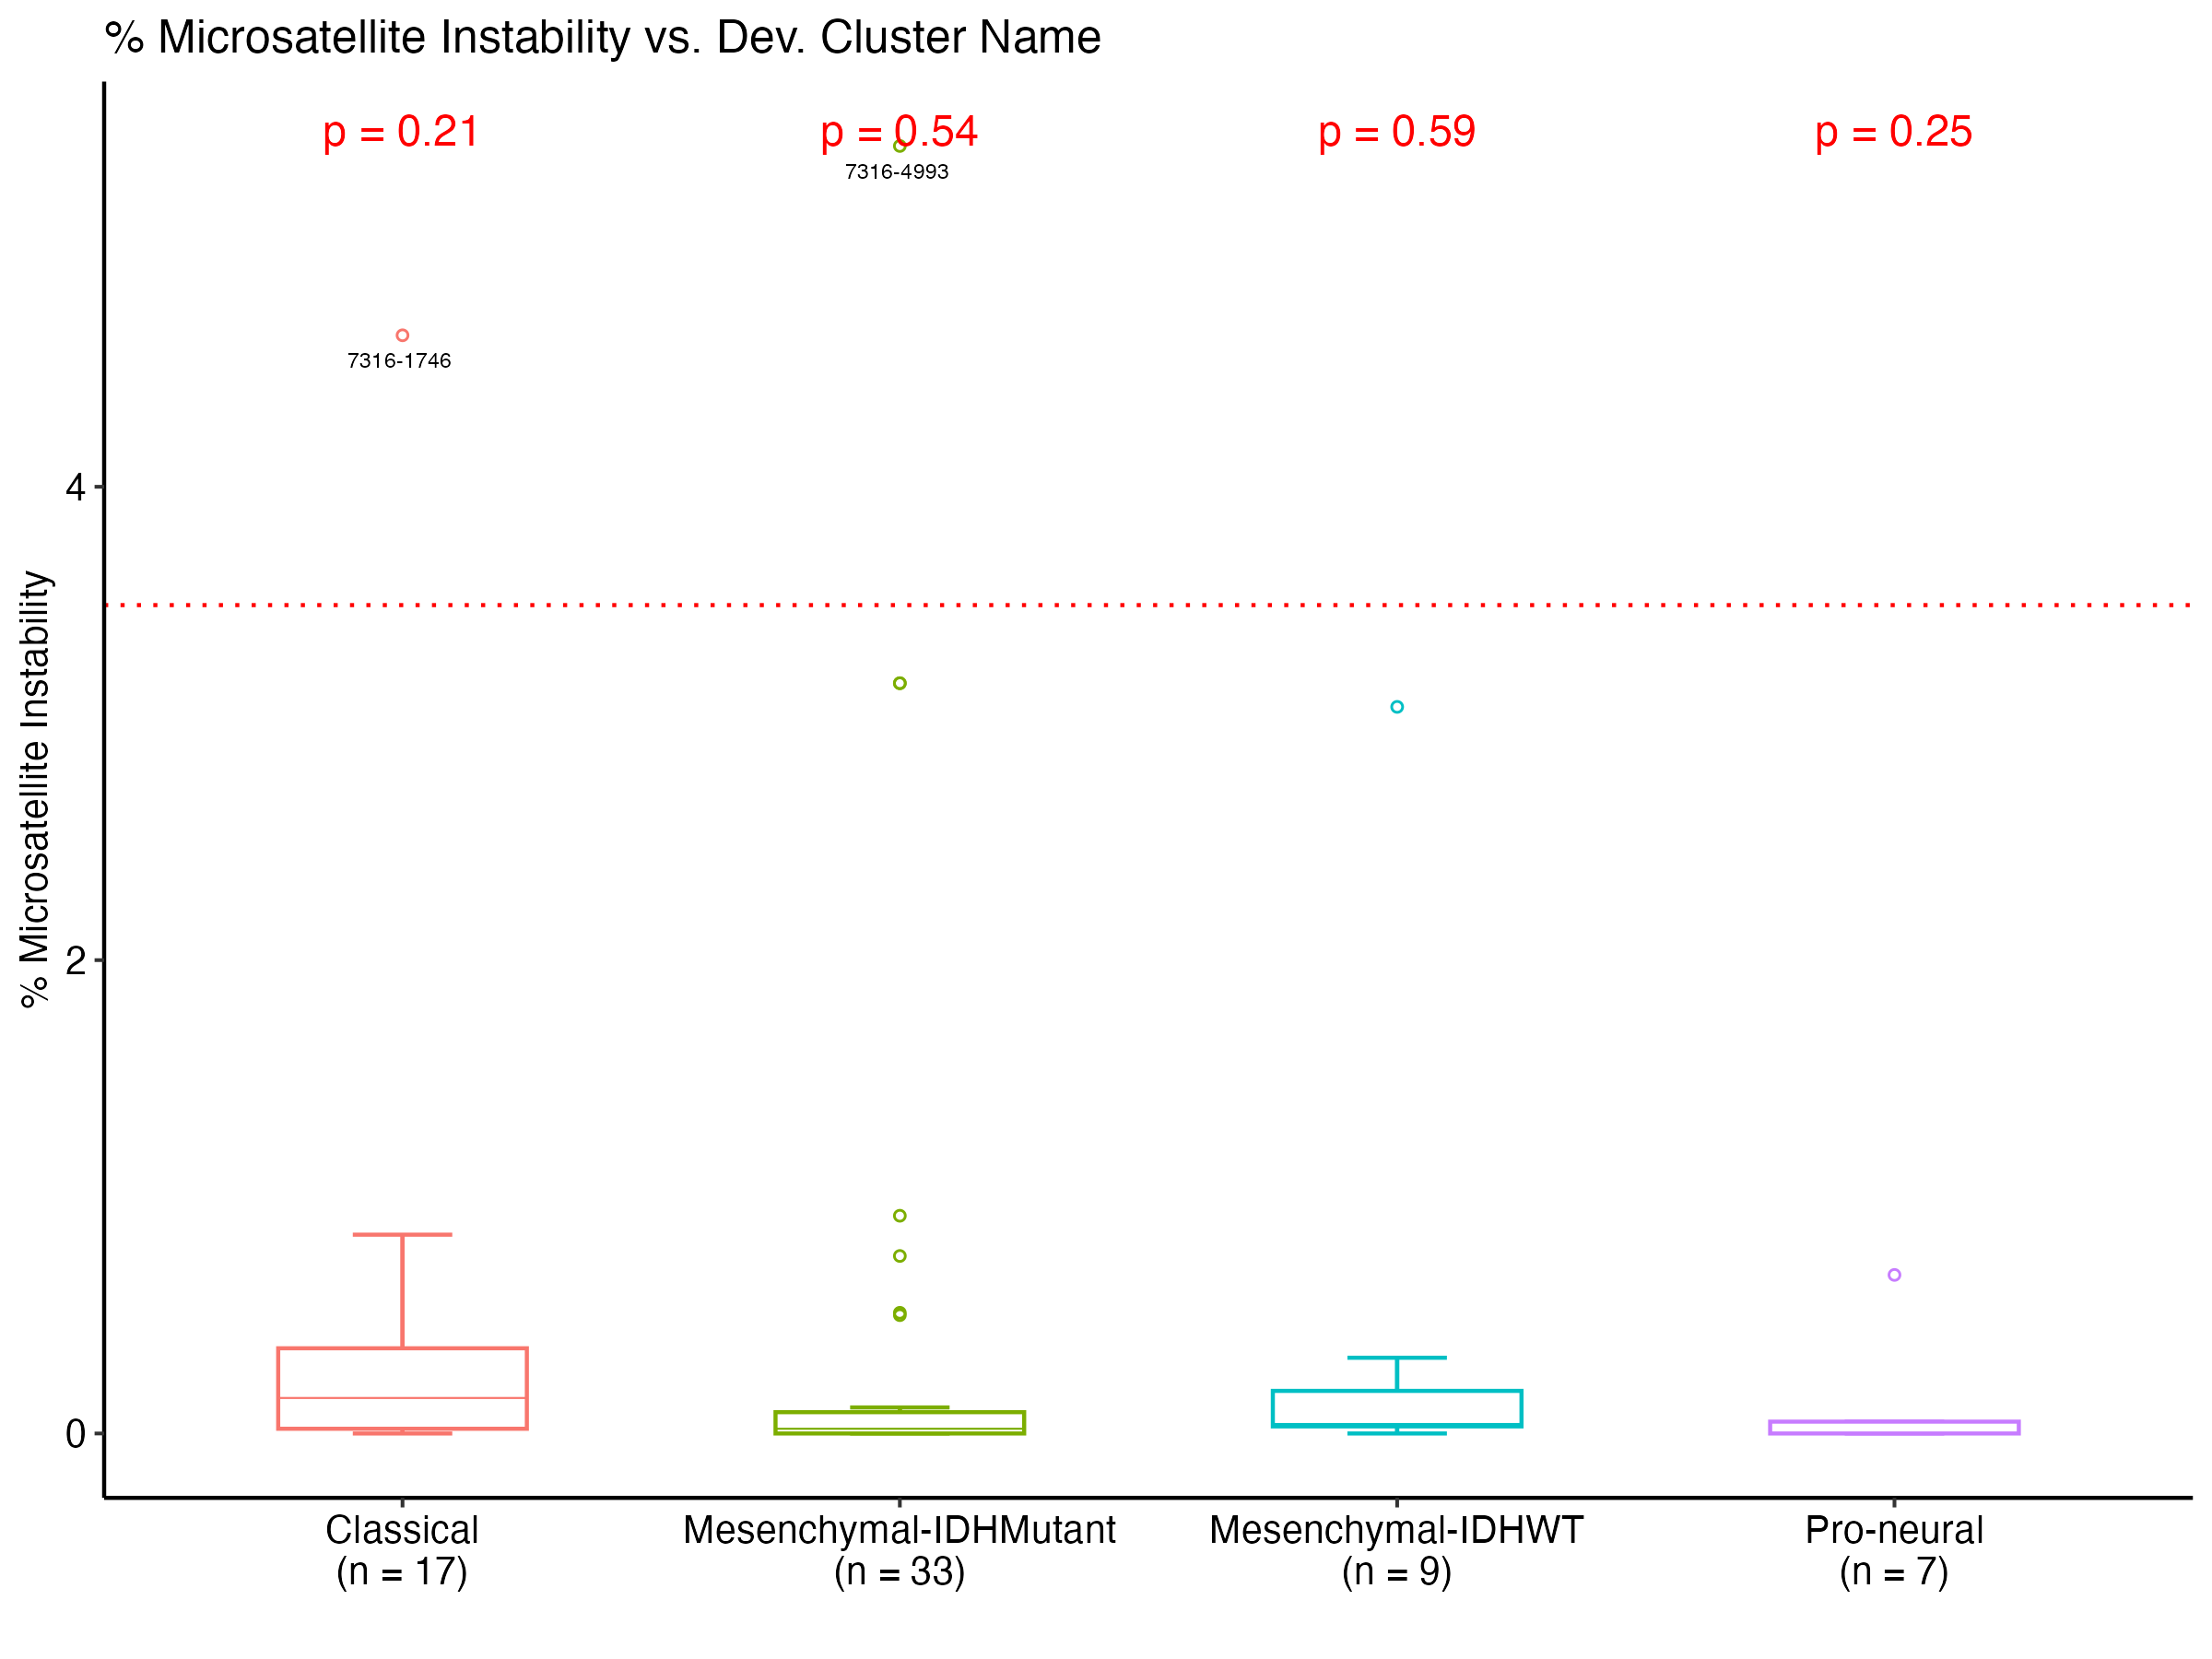 % Microsatellite Instability vs. Dev. Cluster Name
p = 0.21
p = 0.54
p = 0.59
p = 0.25
7316-4993
7316-1746
4
2
0
% Microsatellite Instability
Classical
(n = 17)
Mesenchymal-IDHMutant
(n = 33)
Mesenchymal-IDHWT
(n = 9)
Pro-neural
(n = 7)